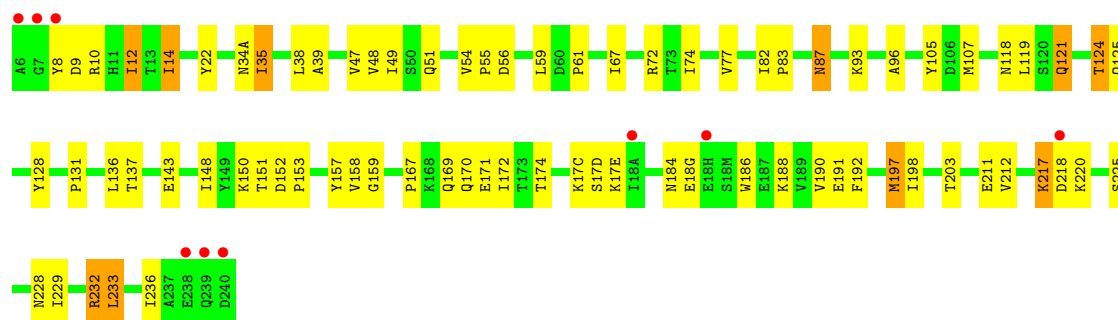 A6 G7 Y8 D9 R10 H11 I12 T13 I14 Y22 N34A I35 L38 A39 V47 V48 I49 S50 Q51 V54 P55 D56 L59 D60 P61 I67 R72 T73 I74 V77 I82 P83 N87 K93 A96 Y105 D106 M107 N118 L119 S120 Q121 T124
Y128 P131 L136 T137 E143 I148 Y149 K150 T151 D152 P153 Y157 V158 G159 P167 K168 Q169 Q170 E171 I172 T173 T174 K17C S17D K17E I18A N184 E18G E18H S18M W186 E187 K188 V189 V190 E191 F192 M197 I198 T203 E211 V212 K217 D218 K220
N228 I229 R232 L233 I236 A237 E238 Q239 D240